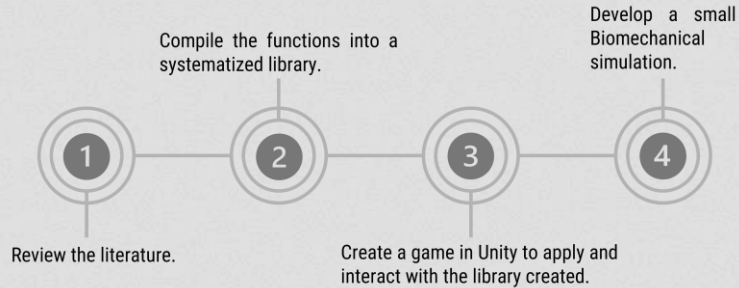 1
Review the literature.
Compile the functions into a
systematized library.
2
3
Create a game in Unity to apply and
interact with the library created.
Develop a small
Biomechanical
simulation.
4